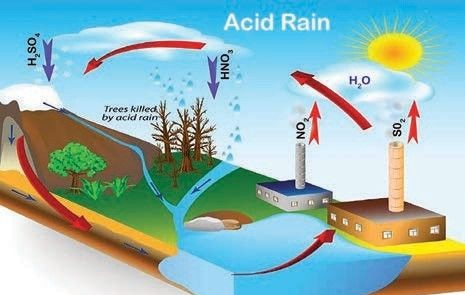 Acid Rain
H₂SO₄
HNO₃
H₂O
Trees killed
by acid rain
NO₂
SO₂